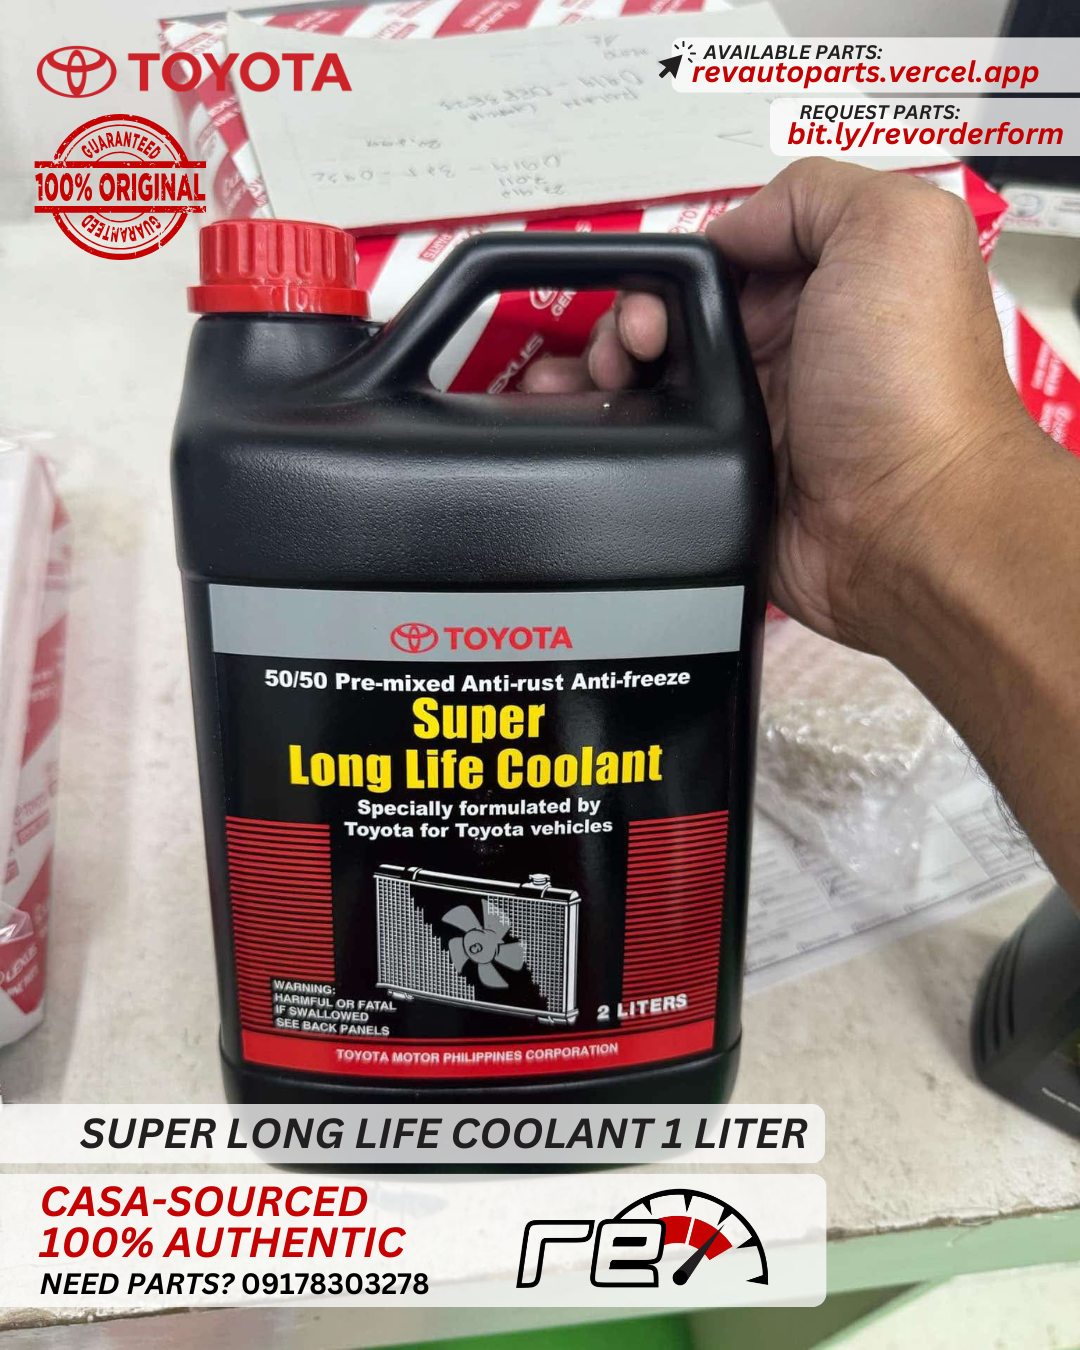 TOYOTA
AVAILABLE PARTS:
revautoparts.vercel.app
REQUEST PARTS:
bit.ly/revorderform
GUARANTEED
100% ORIGINAL
GUARANTEED
TOYOTA
50/50 Pre-mixed Anti-rust Anti-freeze
Super
Long Life Coolant
Specially formulated by
Toyota for Toyota vehicles
WARNING:
HARMFUL OR FATAL
IF SWALLOWED
SEE BACK PANELS
2 LITERS
TOYOTA MOTOR PHILIPPINES CORPORATION
SUPER LONG LIFE COOLANT 1 LITER
CASA-SOURCED
100% AUTHENTIC
NEED PARTS? 09178303278
re
LEXUS